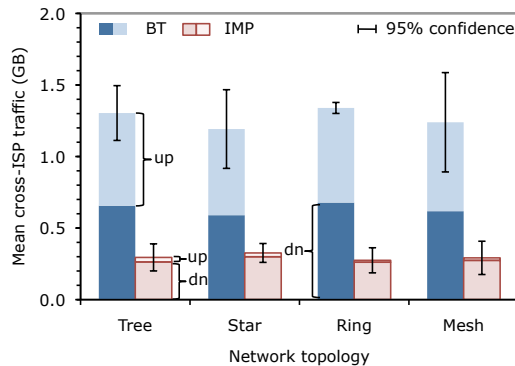 2.0
BT
IMP
95% confidence
1.5
1.0
0.5
0.0
Mean cross-ISP traffic (GB)
up
up
dn
dn
Tree
Star
Ring
Mesh
Network topology